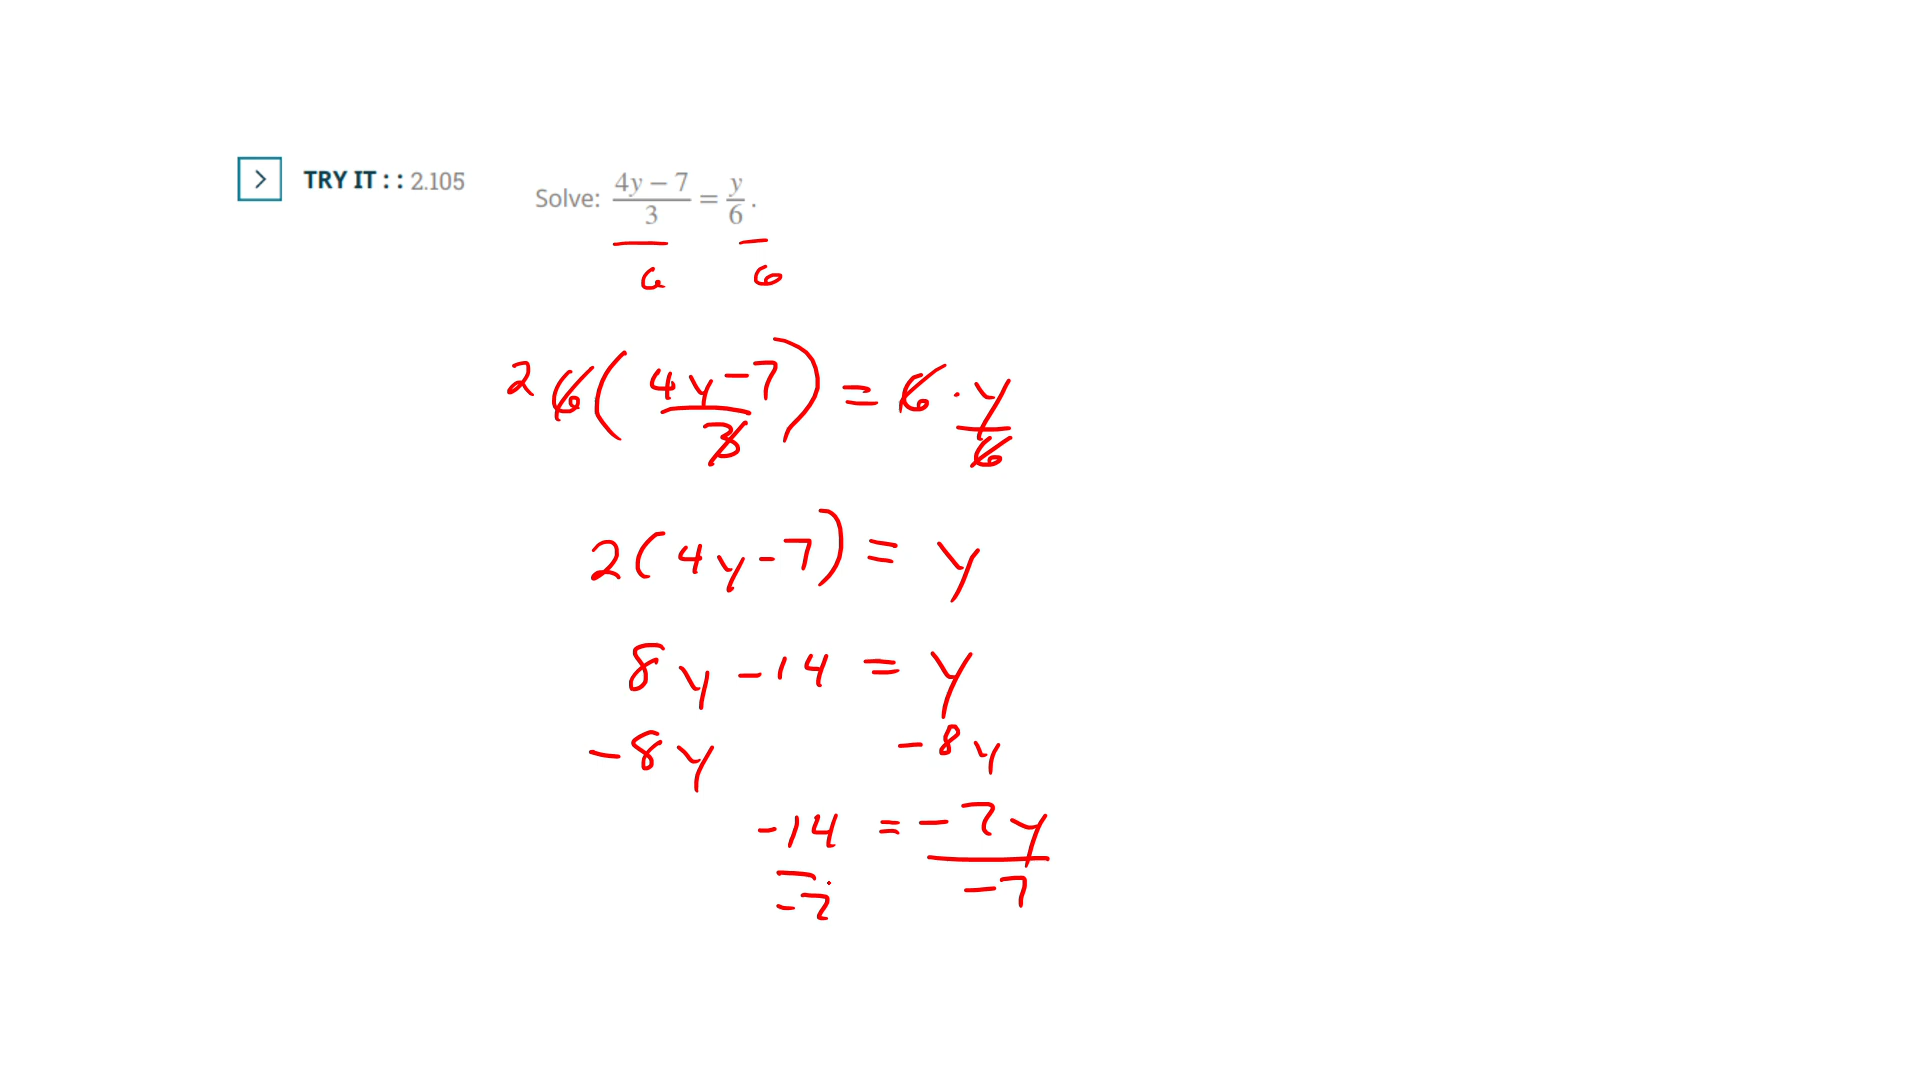 TRY IT : : 2.105
Solve: (4y − 7)/3 = y/6.
6 6
2 6( (4y-7)/3 ) = 6 · y/6
2(4y-7) = y
8y -14 = y
-8y -8y
-14 = -7y
-7 -7